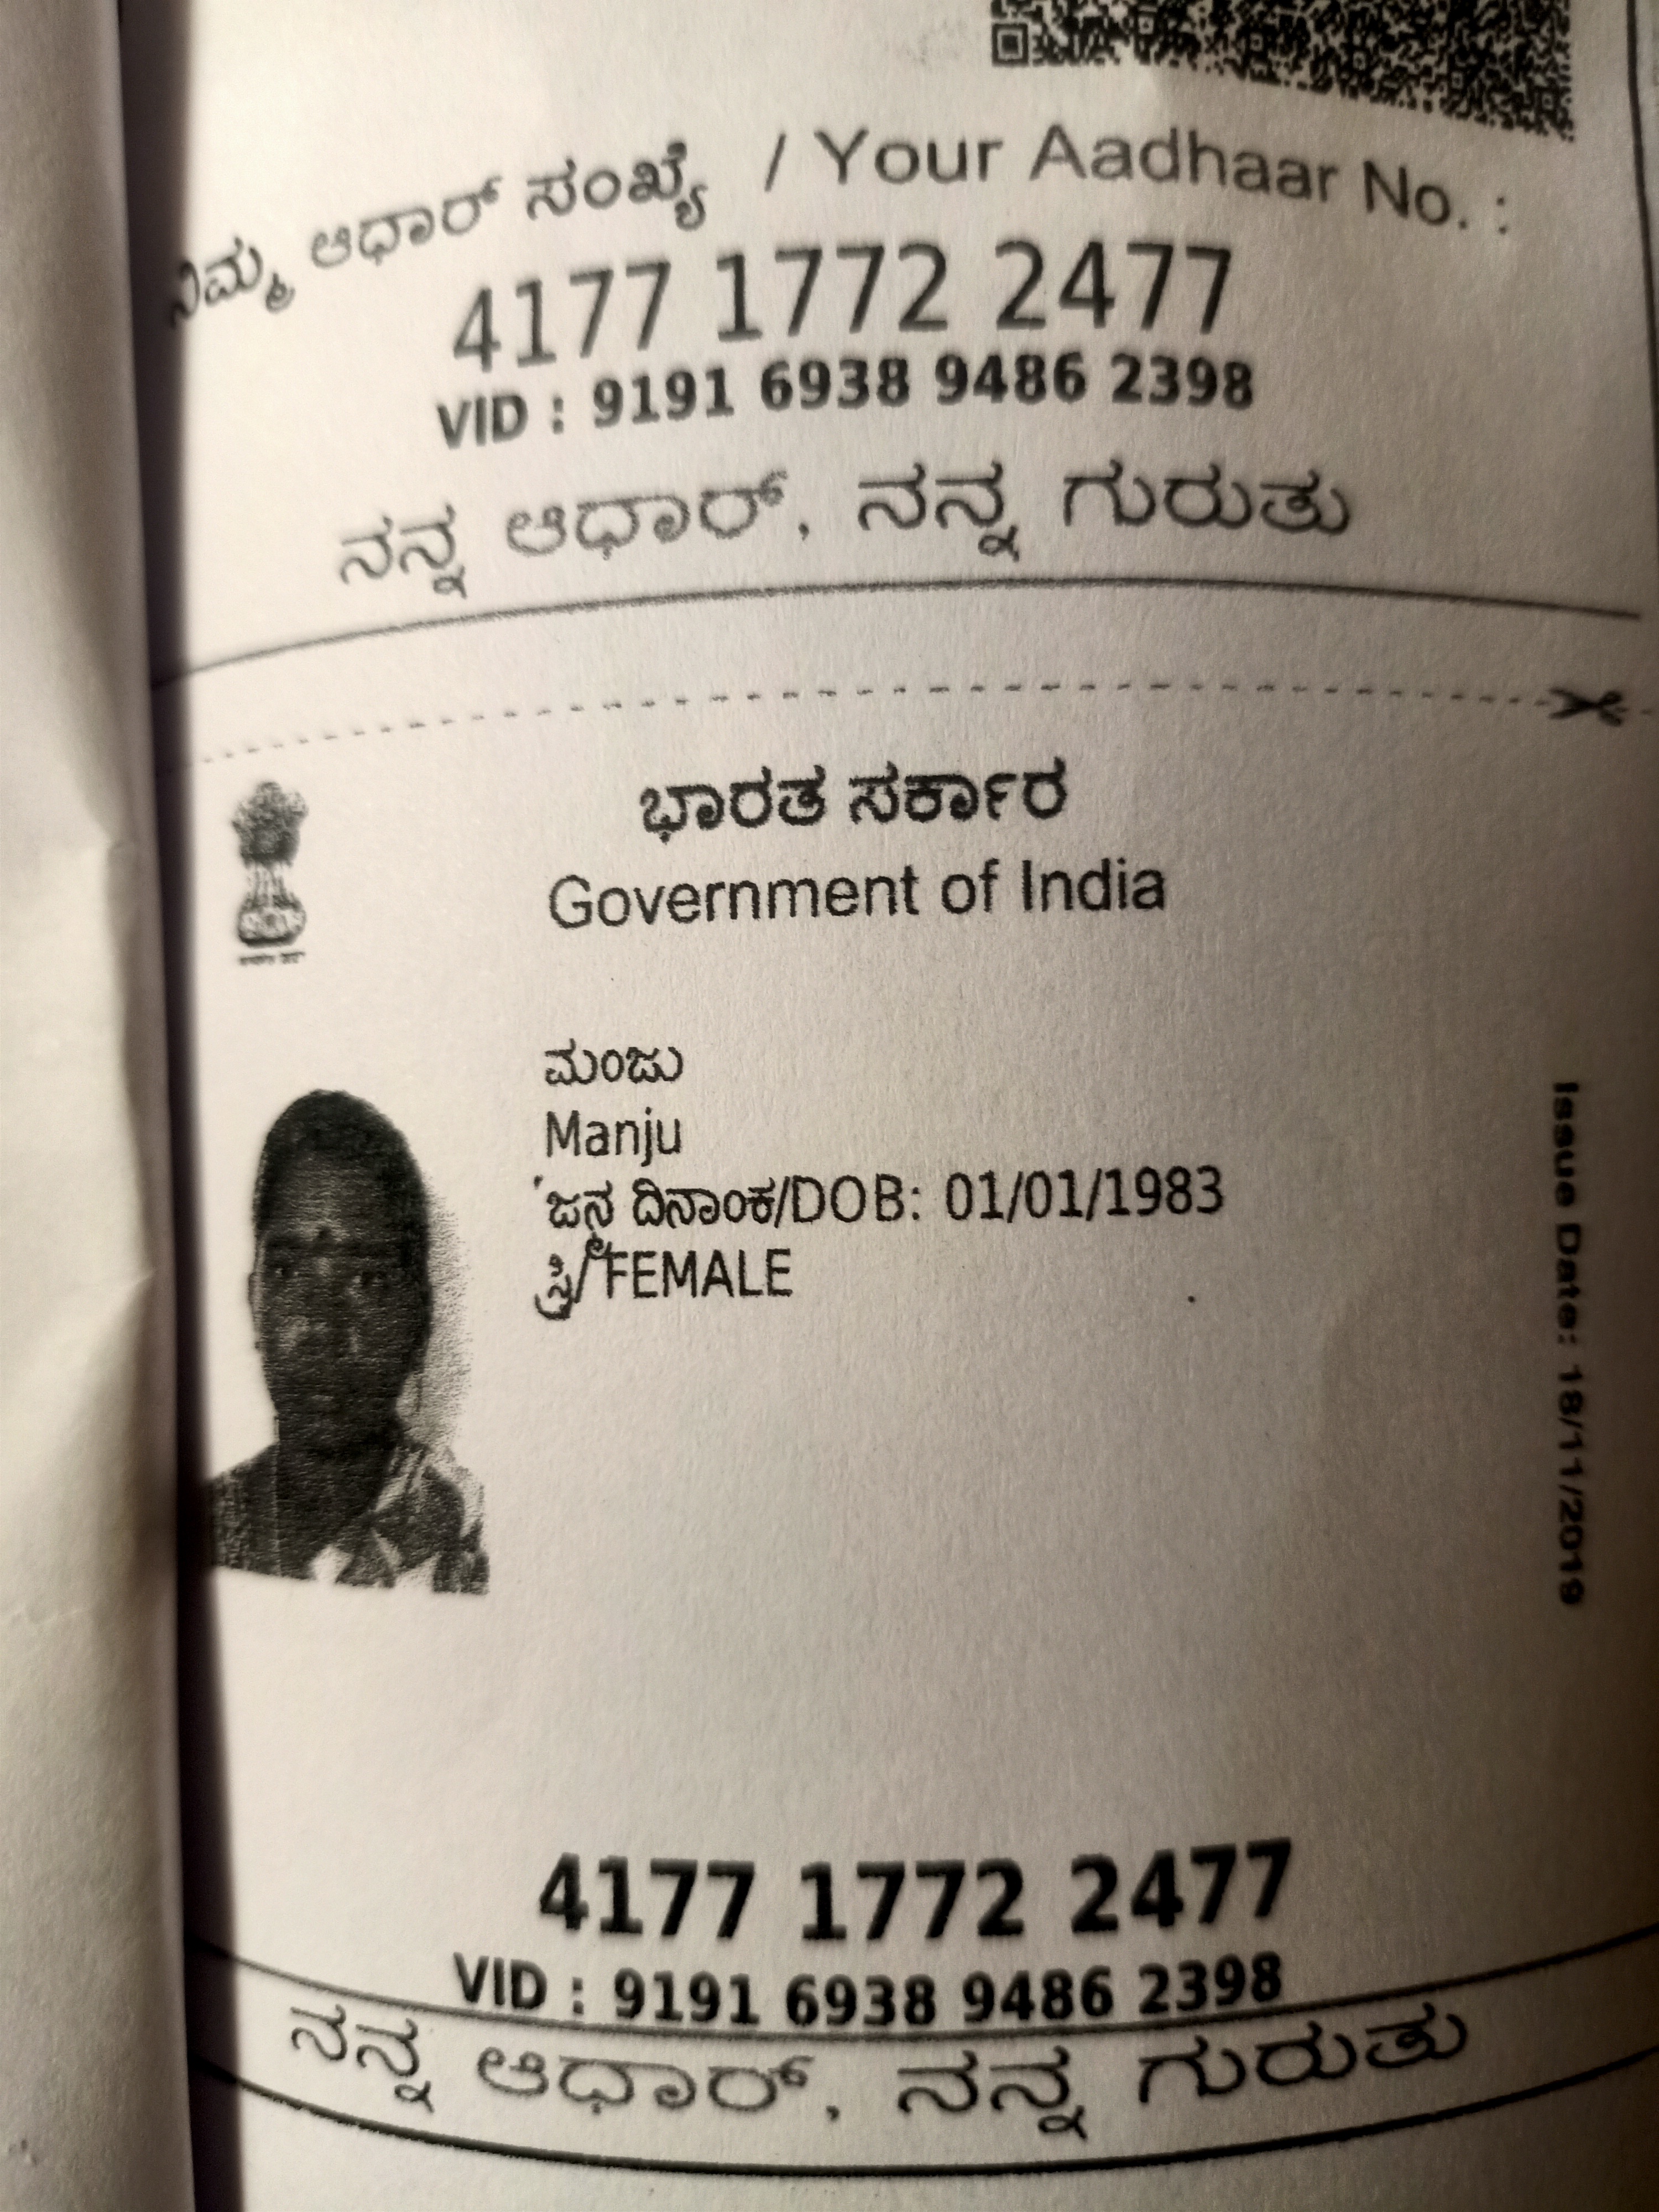 ನಿಮ್ಮ ಆಧಾರ್ ಸಂಖ್ಯೆ / Your Aadhaar No. :
4177 1772 2477
VID : 9191 6938 9486 2398
ನನ್ನ ಆಧಾರ್, ನನ್ನ ಗುರುತು
ಭಾರತ ಸರ್ಕಾರ
Government of India
ಮಂಜು
Manju
ಜನ್ಮ ದಿನಾಂಕ/DOB: 01/01/1983
ಸ್ತ್ರೀ/FEMALE
Issue Date: 18/11/2019
4177 1772 2477
VID : 9191 6938 9486 2398
ನನ್ನ ಆಧಾರ್, ನನ್ನ ಗುರುತು